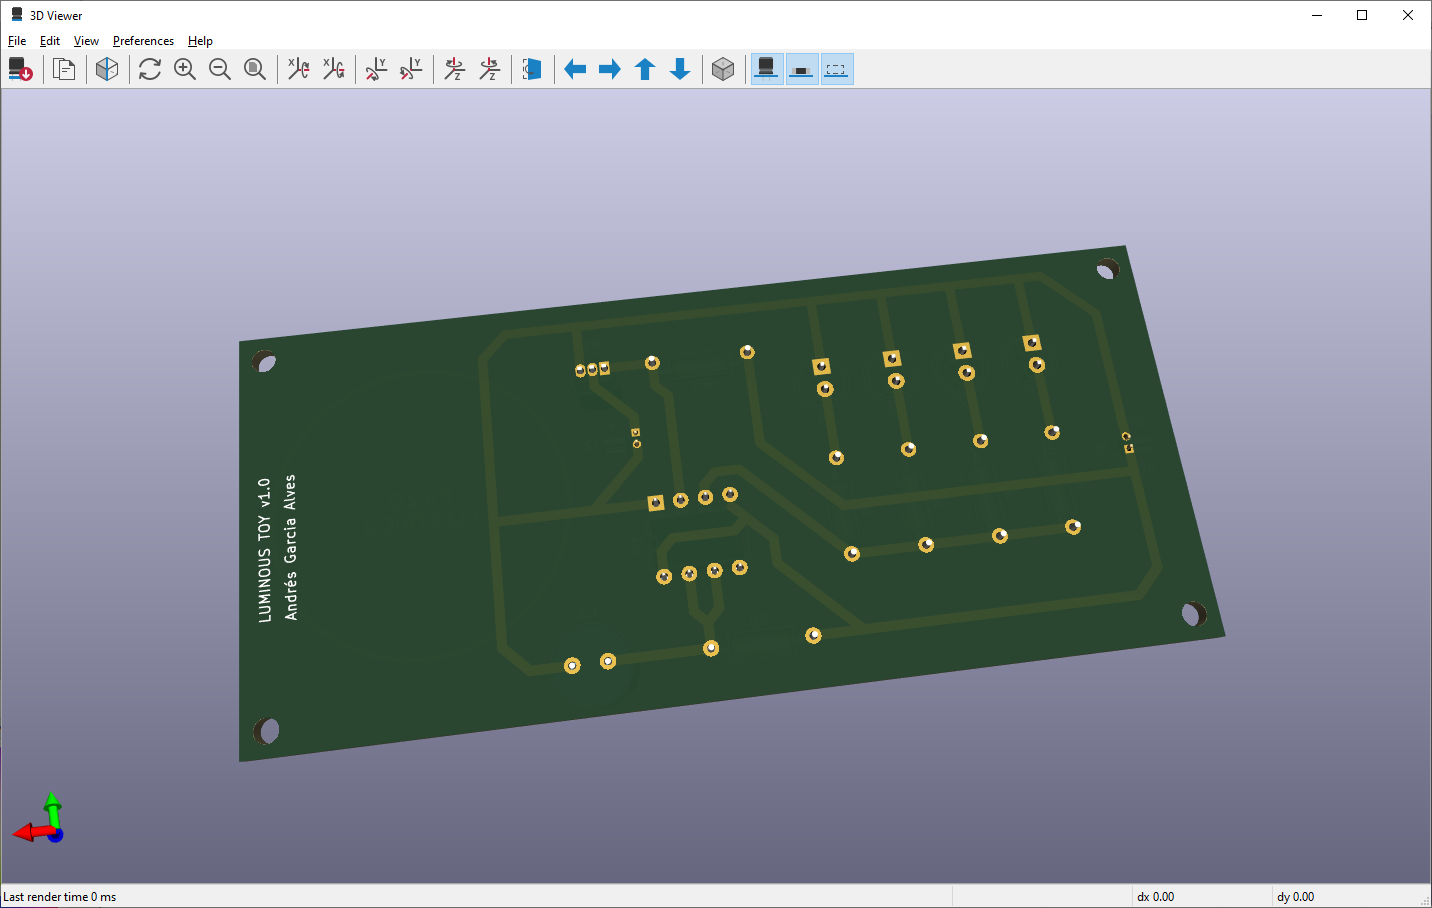 3D Viewer
File Edit View Preferences Help
X X Y Y Z Z
LUMINOUS TOY v1.0
Andrés Garcia Alves
Last render time 0 ms
dx 0.00
dy 0.00